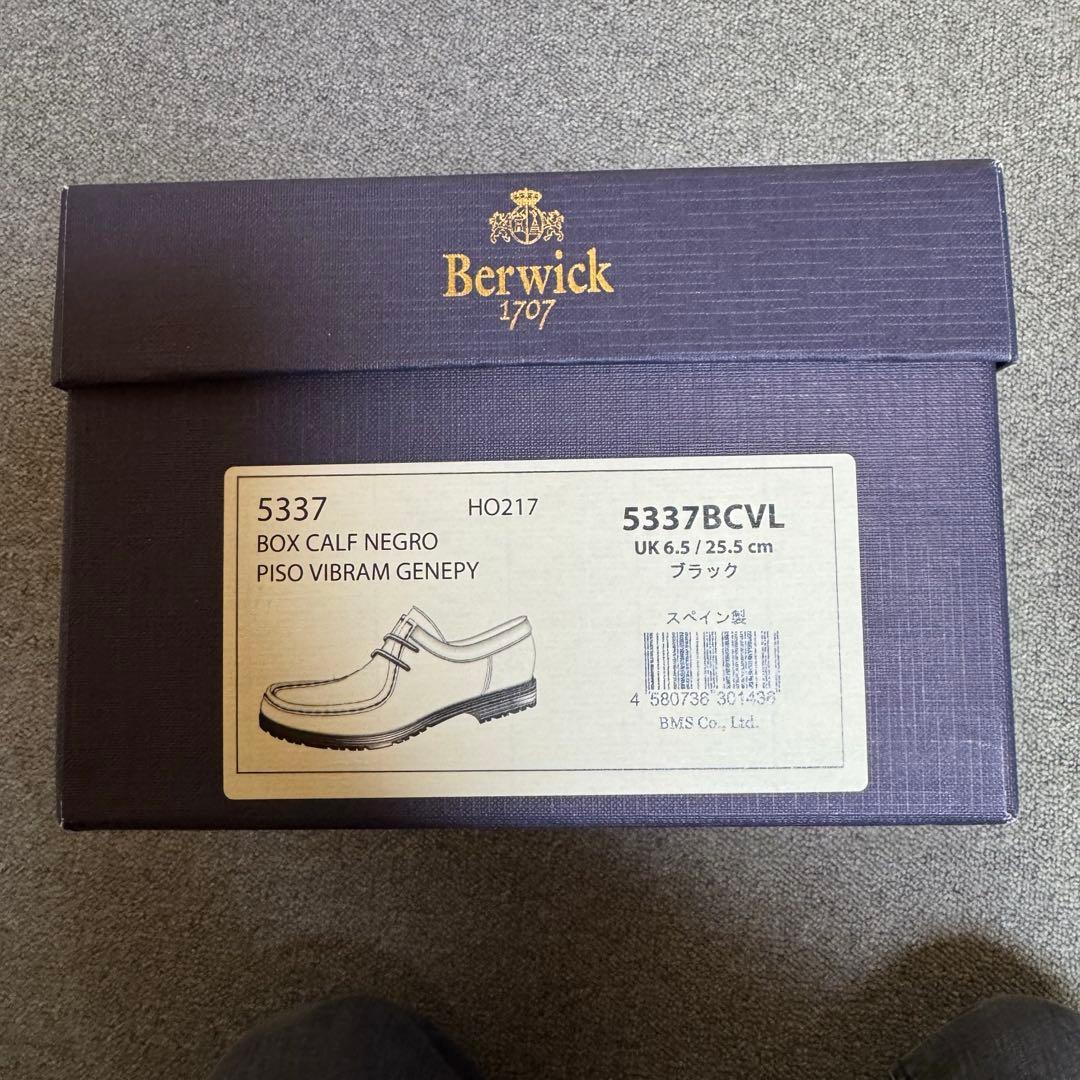 Berwick
1707
5337 HO217
BOX CALF NEGRO
PISO VIBRAM GENEPY
5337BCVL
UK 6.5 / 25.5 cm
ブラック
スペイン製
4 580736 301436
BMS Co., Ltd.